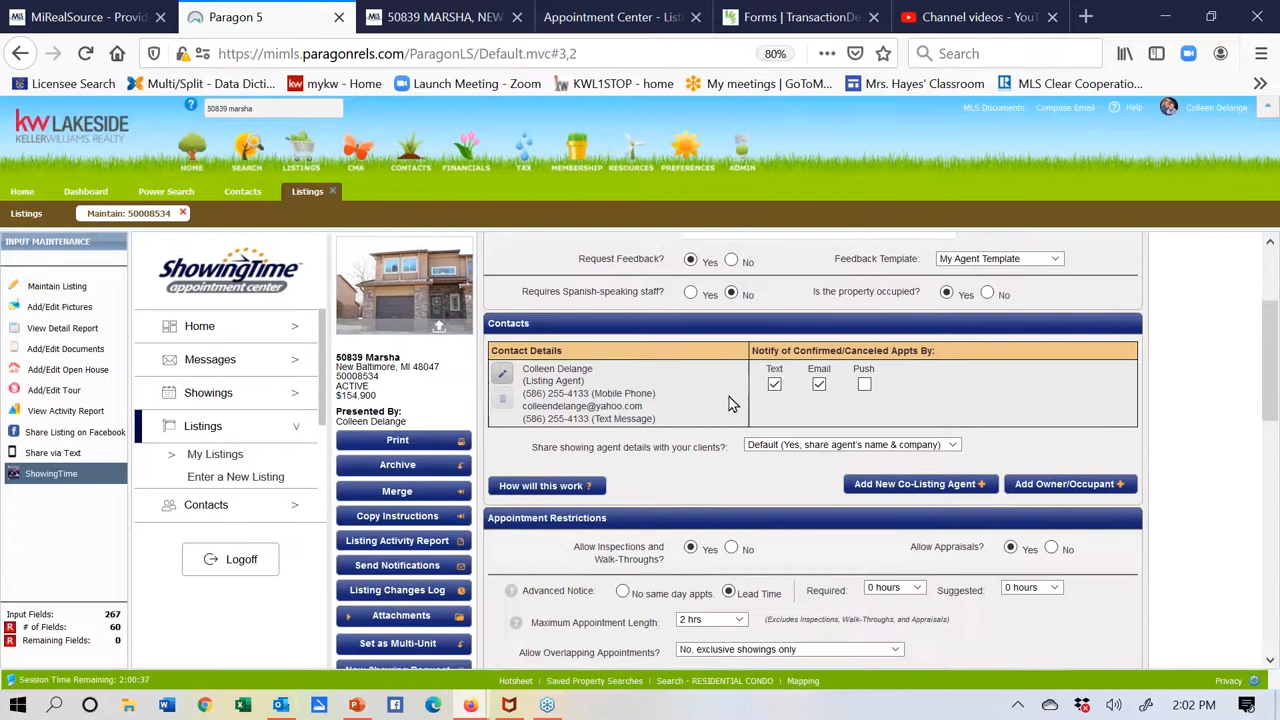 MiRealSource - Provid
Paragon 5
50839 MARSHA, NEW
Appointment Center - List
Forms | TransactionDe
Channel videos - YouT
https://mimls.paragonrels.com/ParagonLS/Default.mvc#3,2
80%
Search
Licensee Search
Multi/Split - Data Dicti...
mykw - Home
Launch Meeting - Zoom
KWL1STOP - home
My meetings | GoToM...
Mrs. Hayes' Classroom
MLS Clear Cooperatio...
50839 marsha
MLS Documents
Compose Email
Help
Colleen Delange
kw LAKESIDE
KELLERWILLIAMS REALTY
HOME
SEARCH
LISTINGS
CMA
CONTACTS
FINANCIALS
TAX
MEMBERSHIP
RESOURCES
PREFERENCES
ADMIN
Home
Dashboard
Power Search
Contacts
Listings
Listings
Maintain: 50008534
INPUT MAINTENANCE
Maintain Listing
Add/Edit Pictures
View Detail Report
Add/Edit Documents
Add/Edit Open House
Add/Edit Tour
View Activity Report
Share Listing on Facebook
Share via Text
ShowingTime
Input Fields: 267
R # of Fields: 60
R Remaining Fields: 0
ShowingTime
appointment center
Home >
Messages >
Showings >
Listings
> My Listings
Enter a New Listing
Contacts >
Logoff
50839 Marsha
New Baltimore, MI 48047
50008534
ACTIVE
$154,900
Presented By:
Colleen Delange
Print
Archive
Merge
Copy Instructions
Listing Activity Report
Send Notifications
Listing Changes Log
Attachments
Set as Multi-Unit
New Showing Request
Request Feedback? Yes No
Feedback Template: My Agent Template
Requires Spanish-speaking staff? Yes No
Is the property occupied? Yes No
Contacts
Contact Details
Notify of Confirmed/Canceled Appts By:
Colleen Delange
(Listing Agent)
(586) 255-4133 (Mobile Phone)
colleendelange@yahoo.com
(586) 255-4133 (Text Message)
Text Email Push
Share showing agent details with your clients?: Default (Yes, share agent's name & company)
How will this work ?
Add New Co-Listing Agent +
Add Owner/Occupant +
Appointment Restrictions
Allow Inspections and
Walk-Throughs?
Yes No
Allow Appraisals? Yes No
Advanced Notice: No same day appts. Lead Time
Required: 0 hours
Suggested: 0 hours
Maximum Appointment Length: 2 hrs (Excludes Inspections, Walk-Throughs, and Appraisals)
Allow Overlapping Appointments? No, exclusive showings only
Session Time Remaining: 2:00:37
Hotsheet
Saved Property Searches
Search - RESIDENTIAL CONDO
Mapping
Privacy
2:02 PM